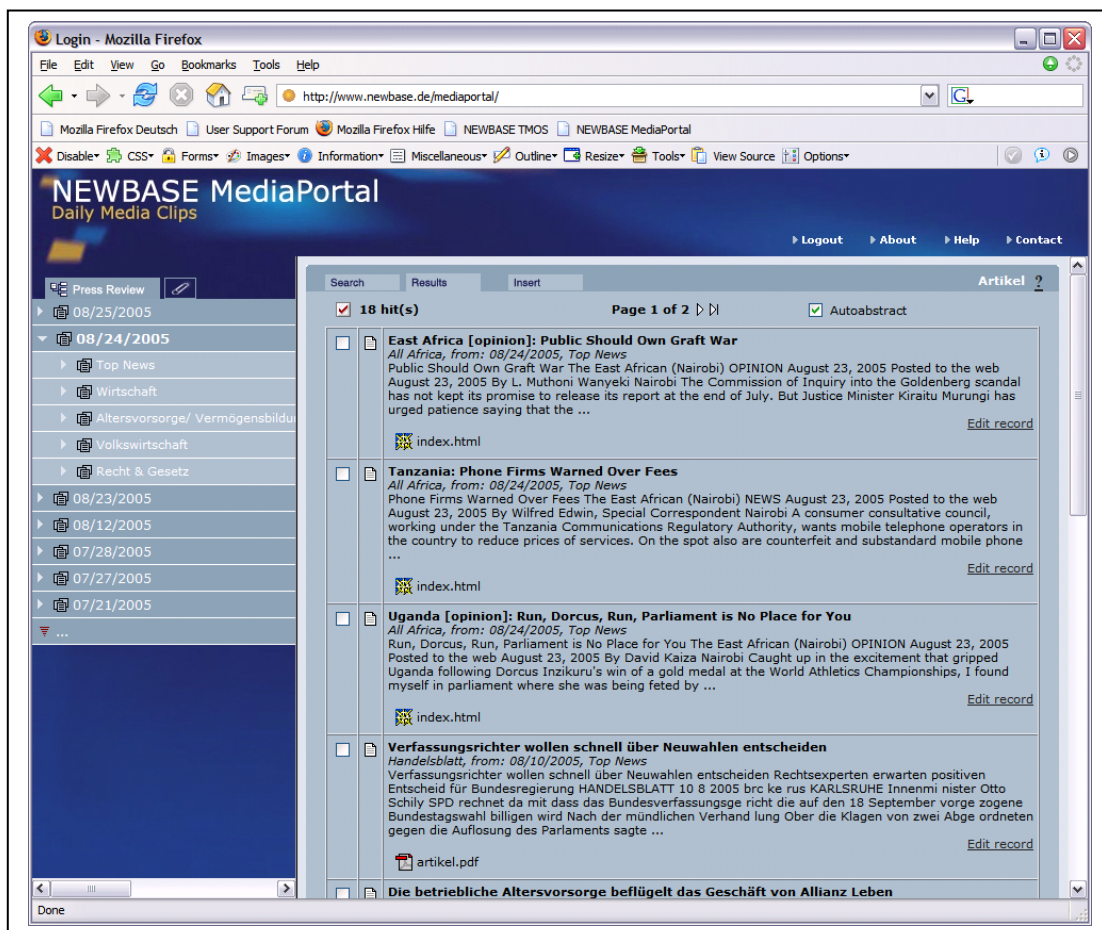 Login - Mozilla Firefox
File Edit View Go Bookmarks Tools Help
http://www.newbase.de/mediaportal/
G
Mozilla Firefox Deutsch User Support Forum Mozilla Firefox Hilfe NEWBASE TMOS NEWBASE MediaPortal
Disable CSS Forms Images Information Miscellaneous Outline Resize Tools View Source Options
NEWBASE MediaPortal
Daily Media Clips
Logout About Help Contact
Press Review
08/25/2005
08/24/2005
Top News
Wirtschaft
Altersvorsorge/ Vermögensbildu
Volkswirtschaft
Recht & Gesetz
08/23/2005
08/12/2005
07/28/2005
07/27/2005
07/21/2005
...
Search Results Insert Artikel ?
18 hit(s) Page 1 of 2 Autoabstract
East Africa [opinion]: Public Should Own Graft War
All Africa, from: 08/24/2005, Top News
Public Should Own Graft War The East African (Nairobi) OPINION August 23, 2005 Posted to the web
August 23, 2005 By L. Muthoni Wanyeki Nairobi The Commission of Inquiry into the Goldenberg scandal
has not kept its promise to release its report at the end of July. But Justice Minister Kiraitu Murungi has
urged patience saying that the ...
Edit record
index.html
Tanzania: Phone Firms Warned Over Fees
All Africa, from: 08/24/2005, Top News
Phone Firms Warned Over Fees The East African (Nairobi) NEWS August 23, 2005 Posted to the web
August 23, 2005 By Wilfred Edwin, Special Correspondent Nairobi A consumer consultative council,
working under the Tanzania Communications Regulatory Authority, wants mobile telephone operators in
the country to reduce prices of services. On the spot also are counterfeit and substandard mobile phone
...
Edit record
index.html
Uganda [opinion]: Run, Dorcus, Run, Parliament is No Place for You
All Africa, from: 08/24/2005, Top News
Run, Dorcus, Run, Parliament is No Place for You The East African (Nairobi) OPINION August 23, 2005
Posted to the web August 23, 2005 By David Kaiza Nairobi Caught up in the excitement that gripped
Uganda following Dorcus Inzikuru's win of a gold medal at the World Athletics Championships, I found
myself in parliament where she was being feted by ...
Edit record
index.html
Verfassungsrichter wollen schnell über Neuwahlen entscheiden
Handelsblatt, from: 08/10/2005, Top News
Verfassungsrichter wollen schnell über Neuwahlen entscheiden Rechtsexperten erwarten positiven
Entscheid für Bundesregierung HANDELSBLATT 10 8 2005 brc ke rus KARLSRUHE Innenmi nister Otto
Schily SPD rechnet da mit dass das Bundesverfassungsge richt die auf den 18 September vorge zogene
Bundestagswahl billigen wird Nach der mündlichen Verhand lung Ober die Klagen von zwei Abge ordneten
gegen die Auflosung des Parlaments sagte ...
Edit record
artikel.pdf
Die betriebliche Altersvorsorge beflügelt das Geschäft von Allianz Leben
Done